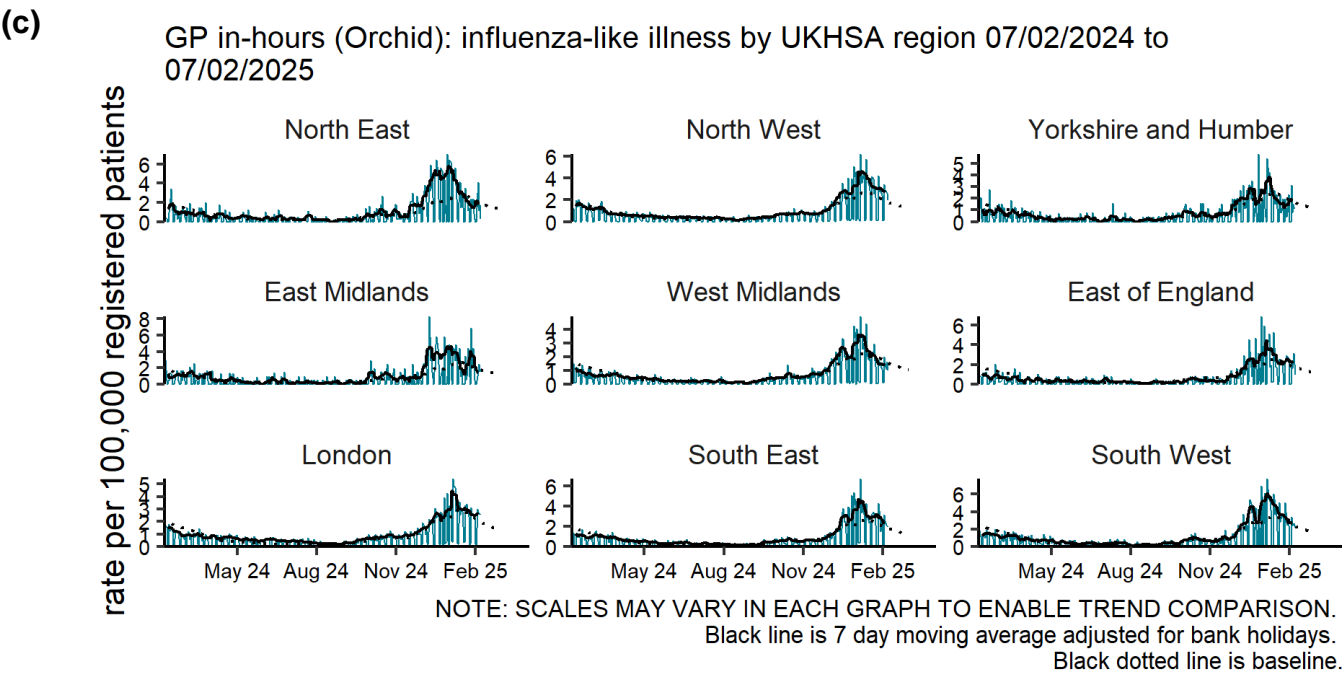 (c)
GP in-hours (Orchid): influenza-like illness by UKHSA region 07/02/2024 to
07/02/2025
rate per 100,000 registered patients
North East
6
4
2
0
North West
6
4
2
0
Yorkshire and Humber
5
4
3
2
1
0
East Midlands
8
6
4
2
0
West Midlands
4
3
2
1
0
East of England
6
4
2
0
London
5
4
3
2
1
0
May 24 Aug 24 Nov 24 Feb 25
South East
6
4
2
0
May 24 Aug 24 Nov 24 Feb 25
South West
6
4
2
0
May 24 Aug 24 Nov 24 Feb 25
NOTE: SCALES MAY VARY IN EACH GRAPH TO ENABLE TREND COMPARISON.
Black line is 7 day moving average adjusted for bank holidays.
Black dotted line is baseline.